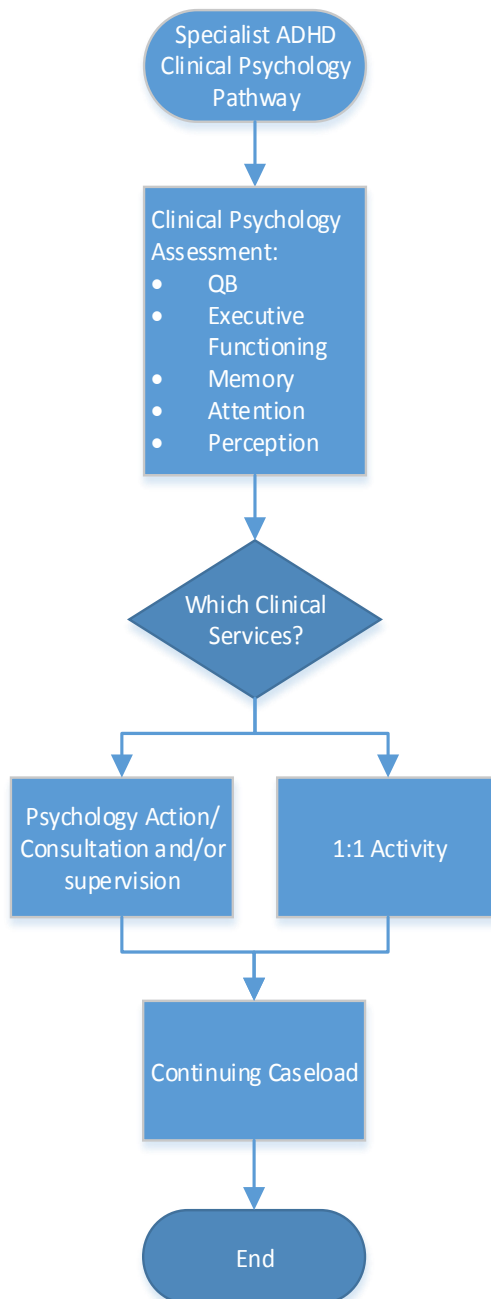 Specialist ADHD
Clinical Psychology
Pathway
Clinical Psychology
Assessment:
• QB
• Executive
Functioning
• Memory
• Attention
• Perception
Which Clinical
Services?
Psychology Action/
Consultation and/or
supervision
1:1 Activity
Continuing Caseload
End